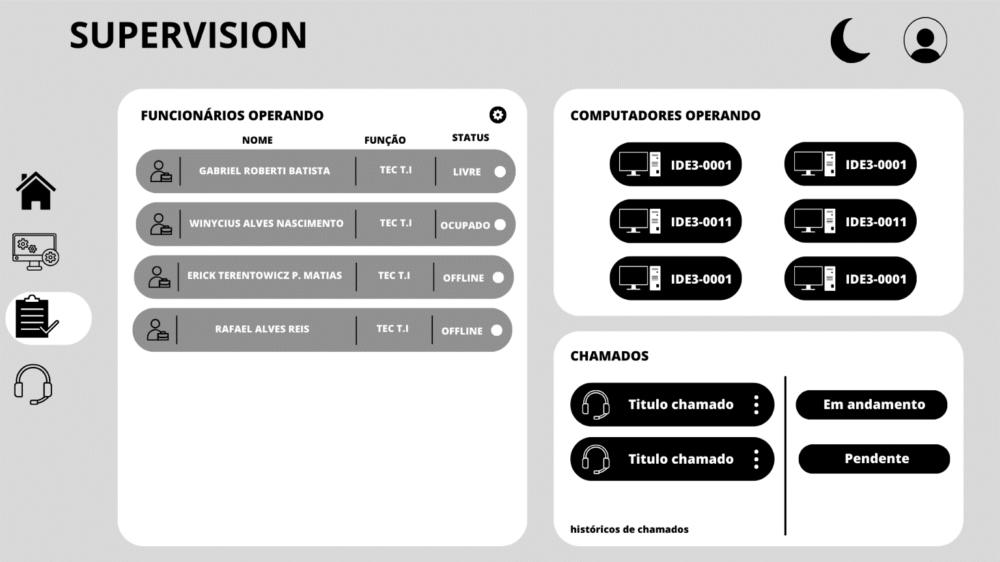 SUPERVISION
FUNCIONÁRIOS OPERANDO
NOME FUNÇÃO STATUS
GABRIEL ROBERTI BATISTA TEC T.I LIVRE
WINYCIUS ALVES NASCIMENTO TEC T.I OCUPADO
ERICK TERENTOWICZ P. MATIAS TEC T.I OFFLINE
RAFAEL ALVES REIS TEC T.I OFFLINE
COMPUTADORES OPERANDO
IDE3-0001 IDE3-0001
IDE3-0011 IDE3-0011
IDE3-0001 IDE3-0001
CHAMADOS
Titulo chamado Em andamento
Titulo chamado Pendente
históricos de chamados